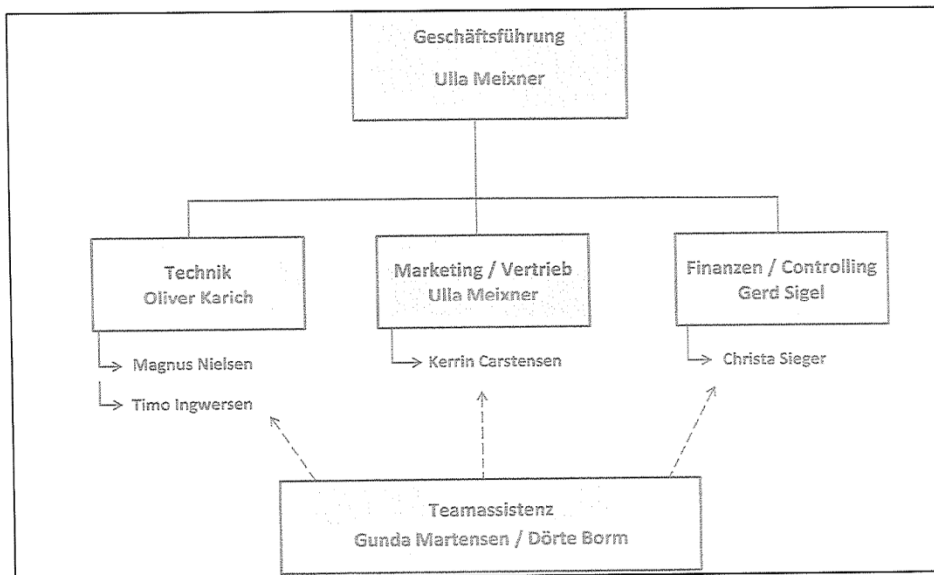 Geschäftsführung
Ulla Meixner
Technik
Oliver Karich
Marketing / Vertrieb
Ulla Meixner
Finanzen / Controlling
Gerd Sigel
Magnus Nielsen
Timo Ingwersen
Kerrin Carstensen
Christa Sieger
Teamassistenz
Gunda Martensen / Dörte Borm